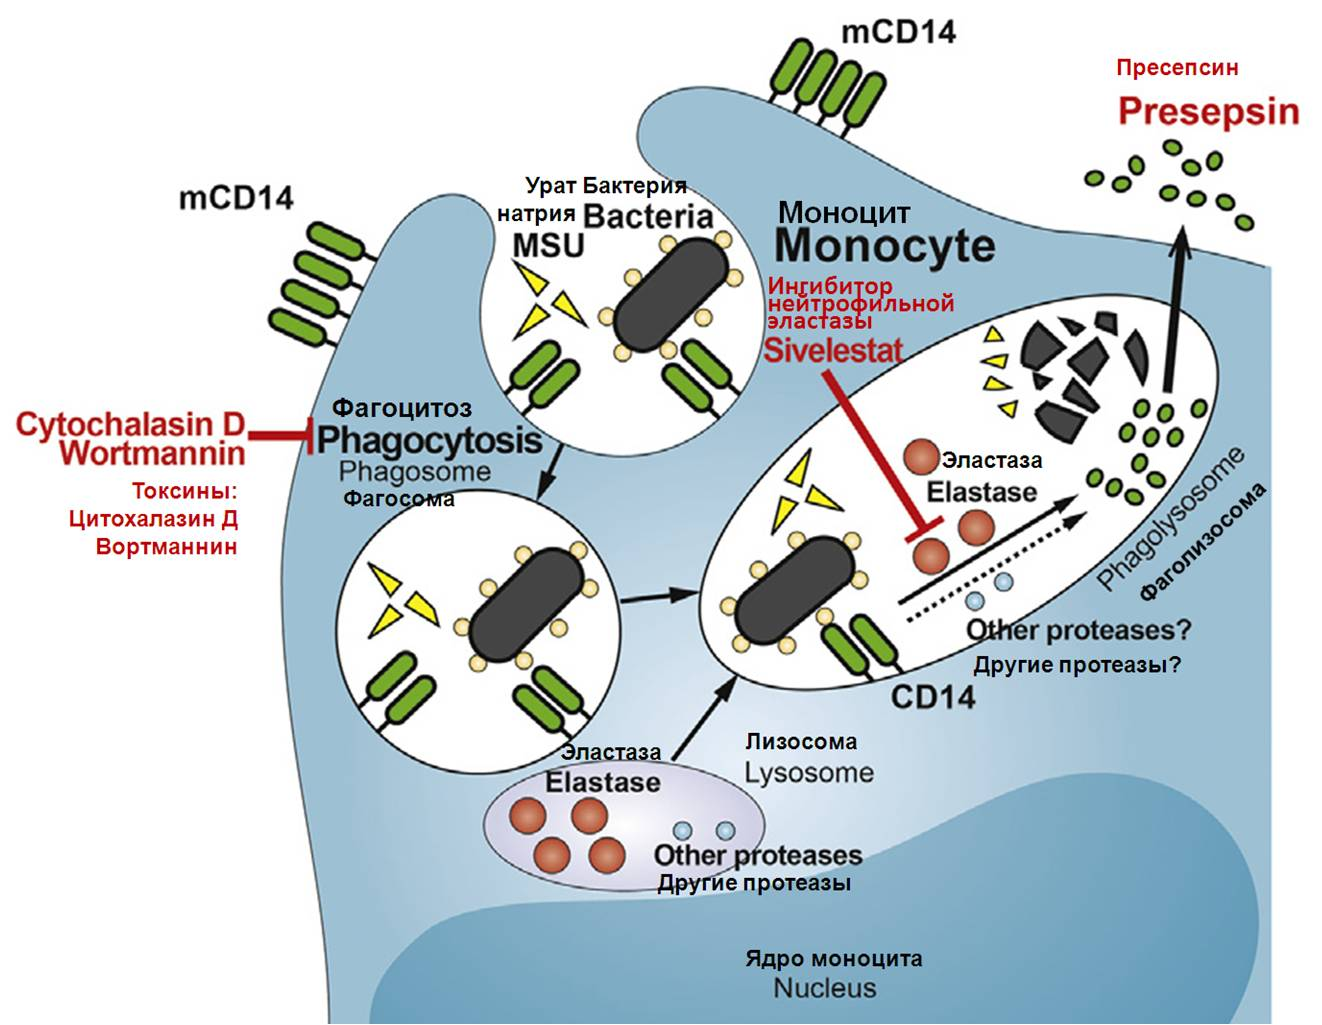 mCD14
Пресепсин
Presepsin
mCD14
Урат Бактерия
натрия Bacteria
MSU
Моноцит
Monocyte
Ингибитор
нейтрофильной
эластазы
Sivelestat
Cytochalasin D
Wortmannin
Токсины:
Цитохалазин Д
Вортманнин
Фагоцитоз
Phagocytosis
Phagosome
Фагосома
Эластаза
Elastase
Phagolysosome
Фаголизосома
Other proteases?
Другие протеазы?
CD14
Лизосома
Lysosome
Эластаза
Elastase
Other proteases
Другие протеазы
Ядро моноцита
Nucleus